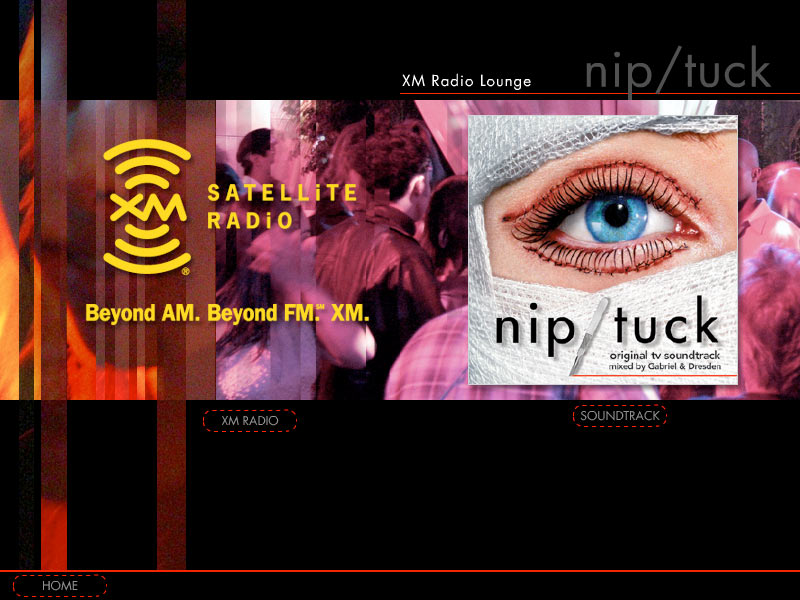 XM Radio Lounge
nip/tuck
XM
SATELLiTE
RADiO
®
Beyond AM. Beyond FM.℠ XM.
nip/tuck
original tv soundtrack
mixed by Gabriel & Dresden
XM RADIO
SOUNDTRACK
HOME